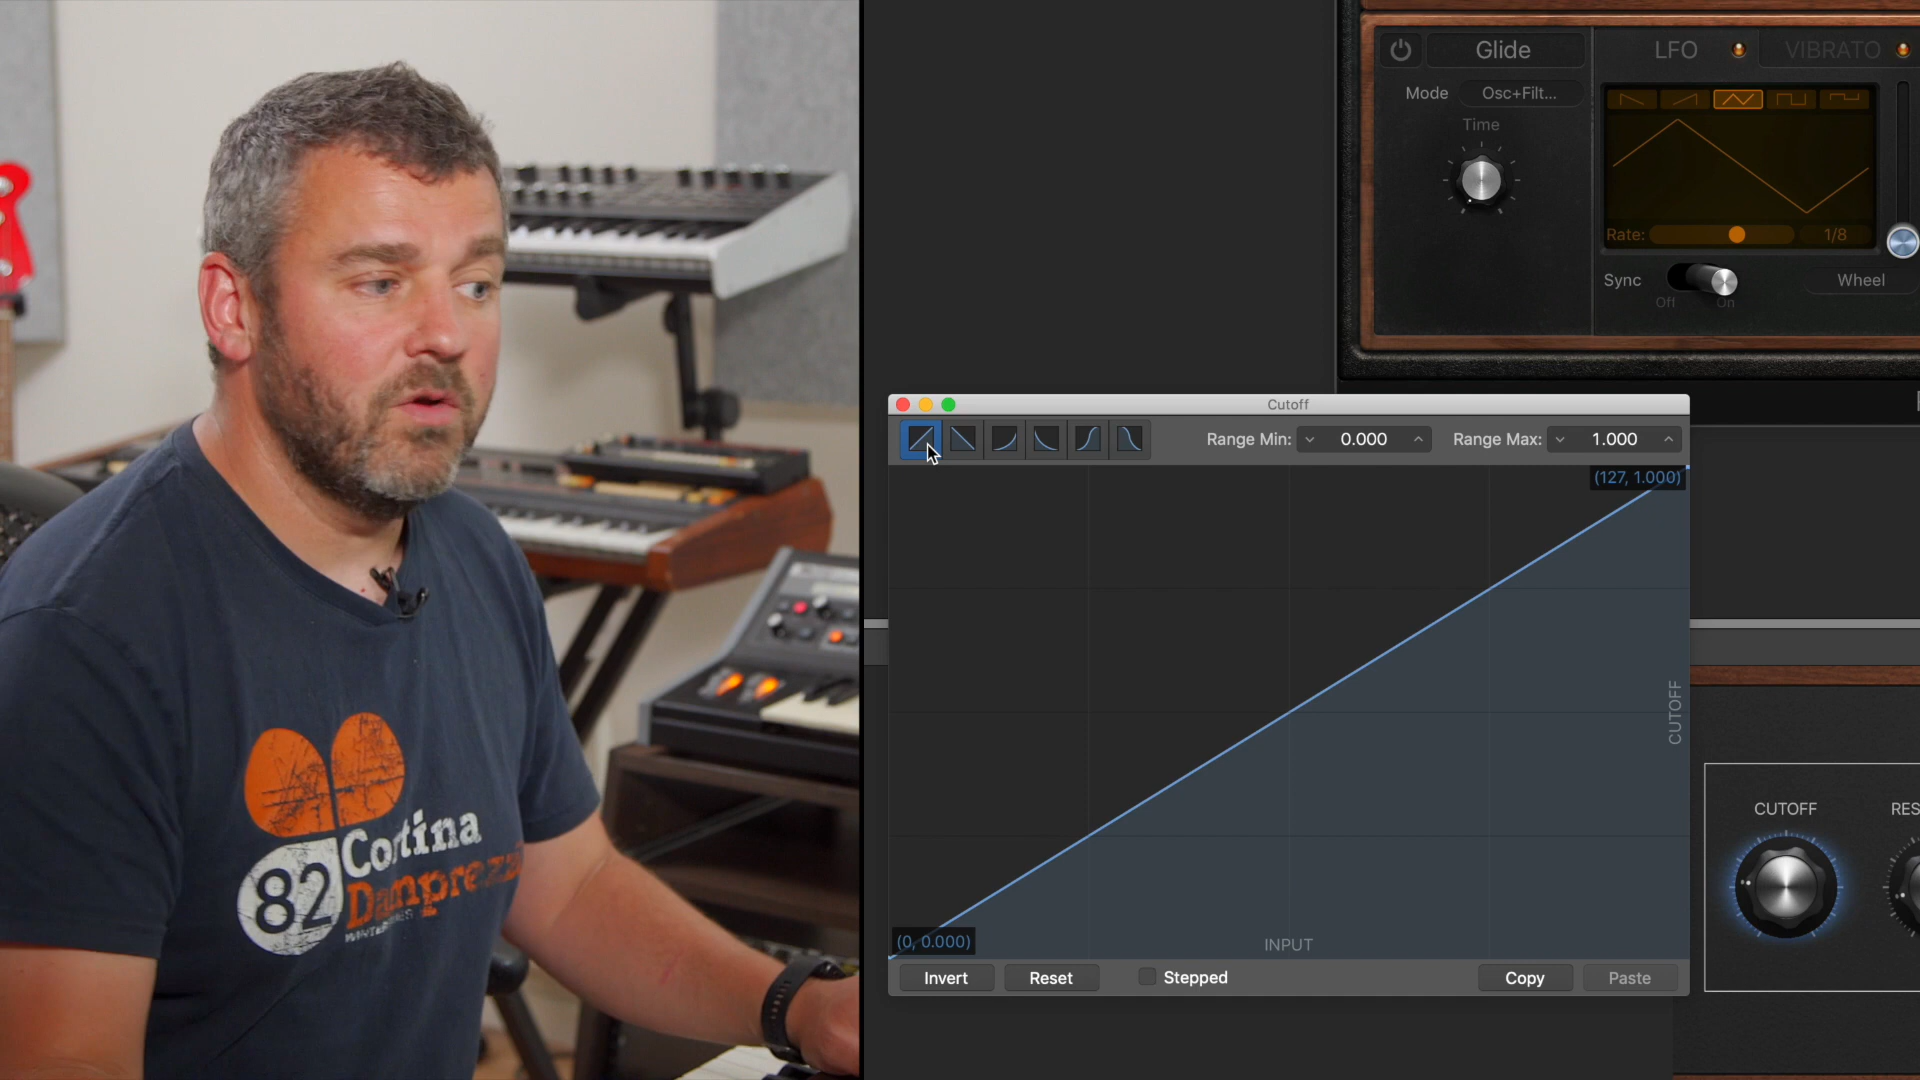 Glide
LFO
VIBRATO
Mode
Osc+Filt...
Time
Rate:
1/8
Sync
Off
On
Wheel
Cutoff
Range Min:
0.000
Range Max:
1.000
(127, 1.000)
CUTOFF
(0, 0.000)
INPUT
Invert
Reset
Stepped
Copy
Paste
CUTOFF
RES
82
Cortina